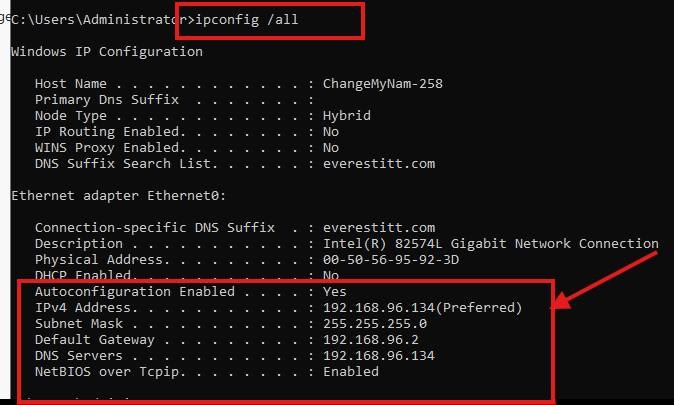 C:\Users\Administrator>ipconfig /all
Windows IP Configuration
Host Name . . . . . . . . . . . . : ChangeMyNam-258
Primary Dns Suffix  . . . . . . . :
Node Type . . . . . . . . . . . . : Hybrid
IP Routing Enabled. . . . . . . . : No
WINS Proxy Enabled. . . . . . . . : No
DNS Suffix Search List. . . . . . : everestitt.com
Ethernet adapter Ethernet0:
Connection-specific DNS Suffix  . : everestitt.com
Description . . . . . . . . . . . : Intel(R) 82574L Gigabit Network Connection
Physical Address. . . . . . . . . : 00-50-56-95-92-3D
DHCP Enabled. . . . . . . . . . . : No
Autoconfiguration Enabled . . . . : Yes
IPv4 Address. . . . . . . . . . . : 192.168.96.134(Preferred)
Subnet Mask . . . . . . . . . . . : 255.255.255.0
Default Gateway . . . . . . . . . : 192.168.96.2
DNS Servers . . . . . . . . . . . : 192.168.96.134
NetBIOS over Tcpip. . . . . . . . : Enabled